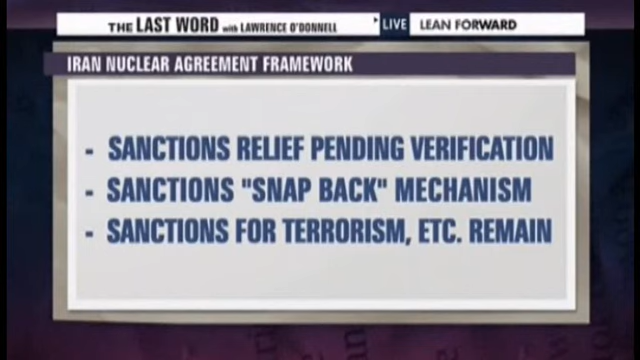 THE LAST WORD with LAWRENCE O'DONNELL LIVE LEAN FORWARD
IRAN NUCLEAR AGREEMENT FRAMEWORK
- SANCTIONS RELIEF PENDING VERIFICATION
- SANCTIONS "SNAP BACK" MECHANISM
- SANCTIONS FOR TERRORISM, ETC. REMAIN